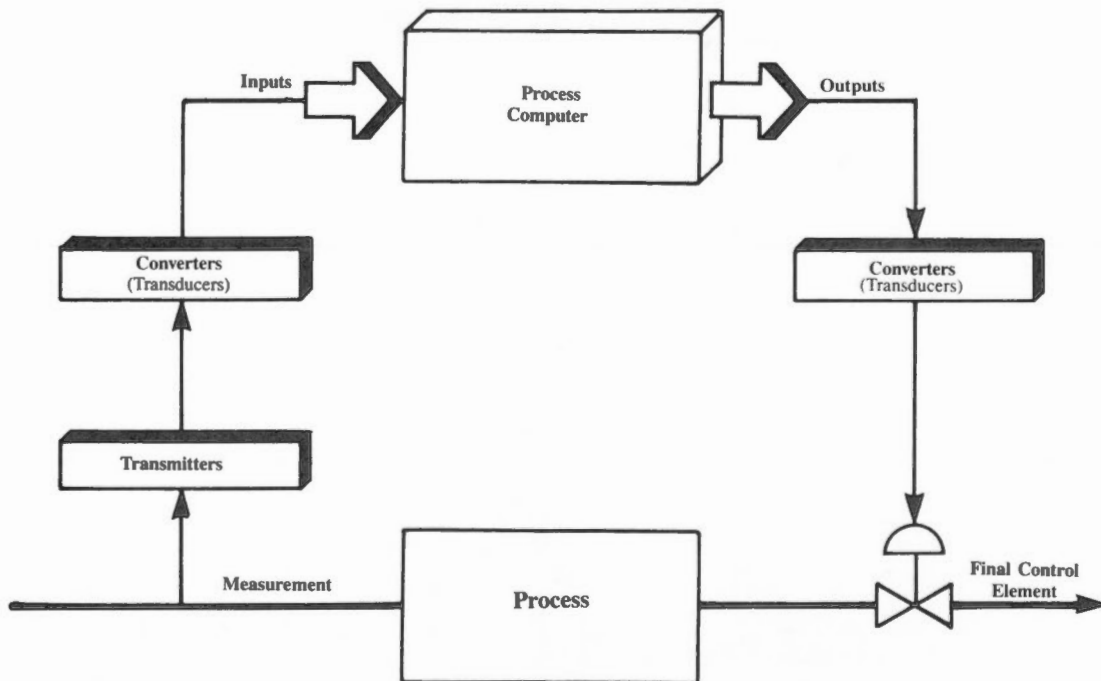 Inputs
Process
Computer
Outputs
Converters
(Transducers)
Converters
(Transducers)
Transmitters
Measurement
Process
Final Control
Element